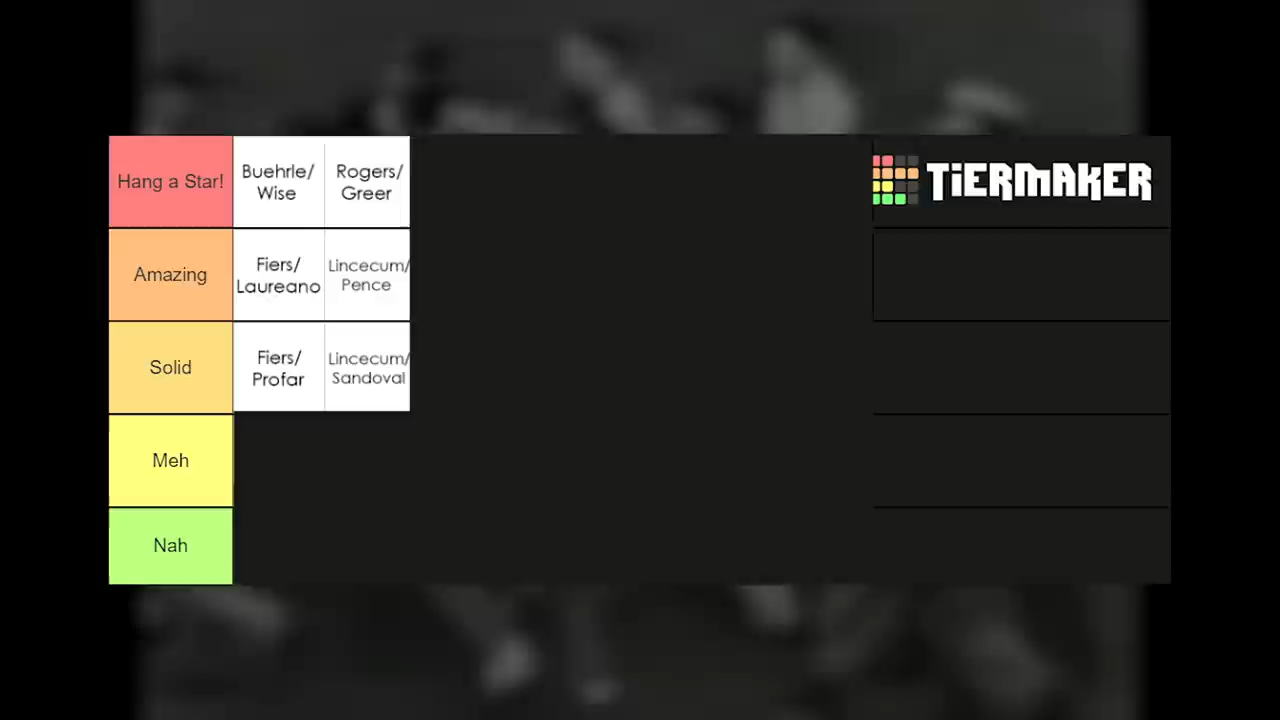 Hang a Star!
Buehrle/
Wise
Rogers/
Greer
TiERMAKER
Amazing
Fiers/
Laureano
Lincecum/
Pence
Solid
Fiers/
Profar
Lincecum/
Sandoval
Meh
Nah